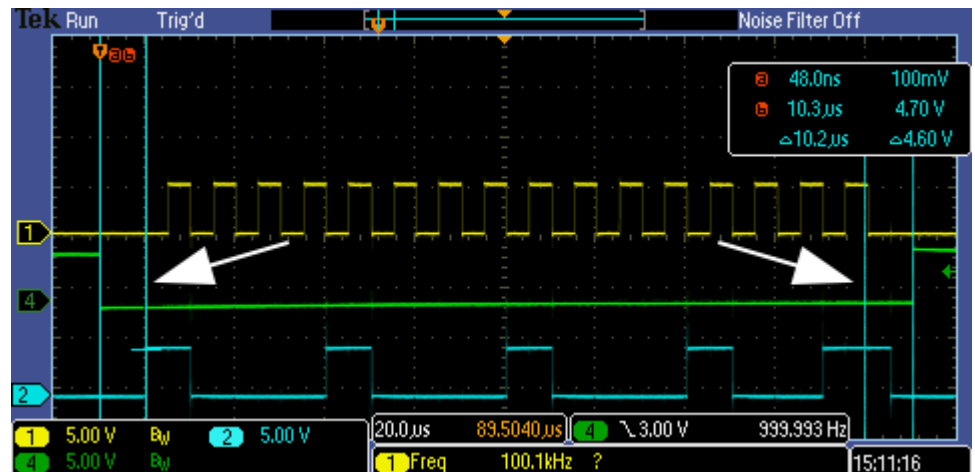 Tek Run Trig'd Noise Filter Off
T a b
a 48.0ns 100mV
b 10.3µs 4.70 V
△10.2µs △4.60 V
1
4
2
1 5.00 V BW 2 5.00 V 20.0µs 89.5040µs 4 \ 3.00 V 999.993 Hz
4 5.00 V BW 1 Freq 100.1kHz ? 15:11:16